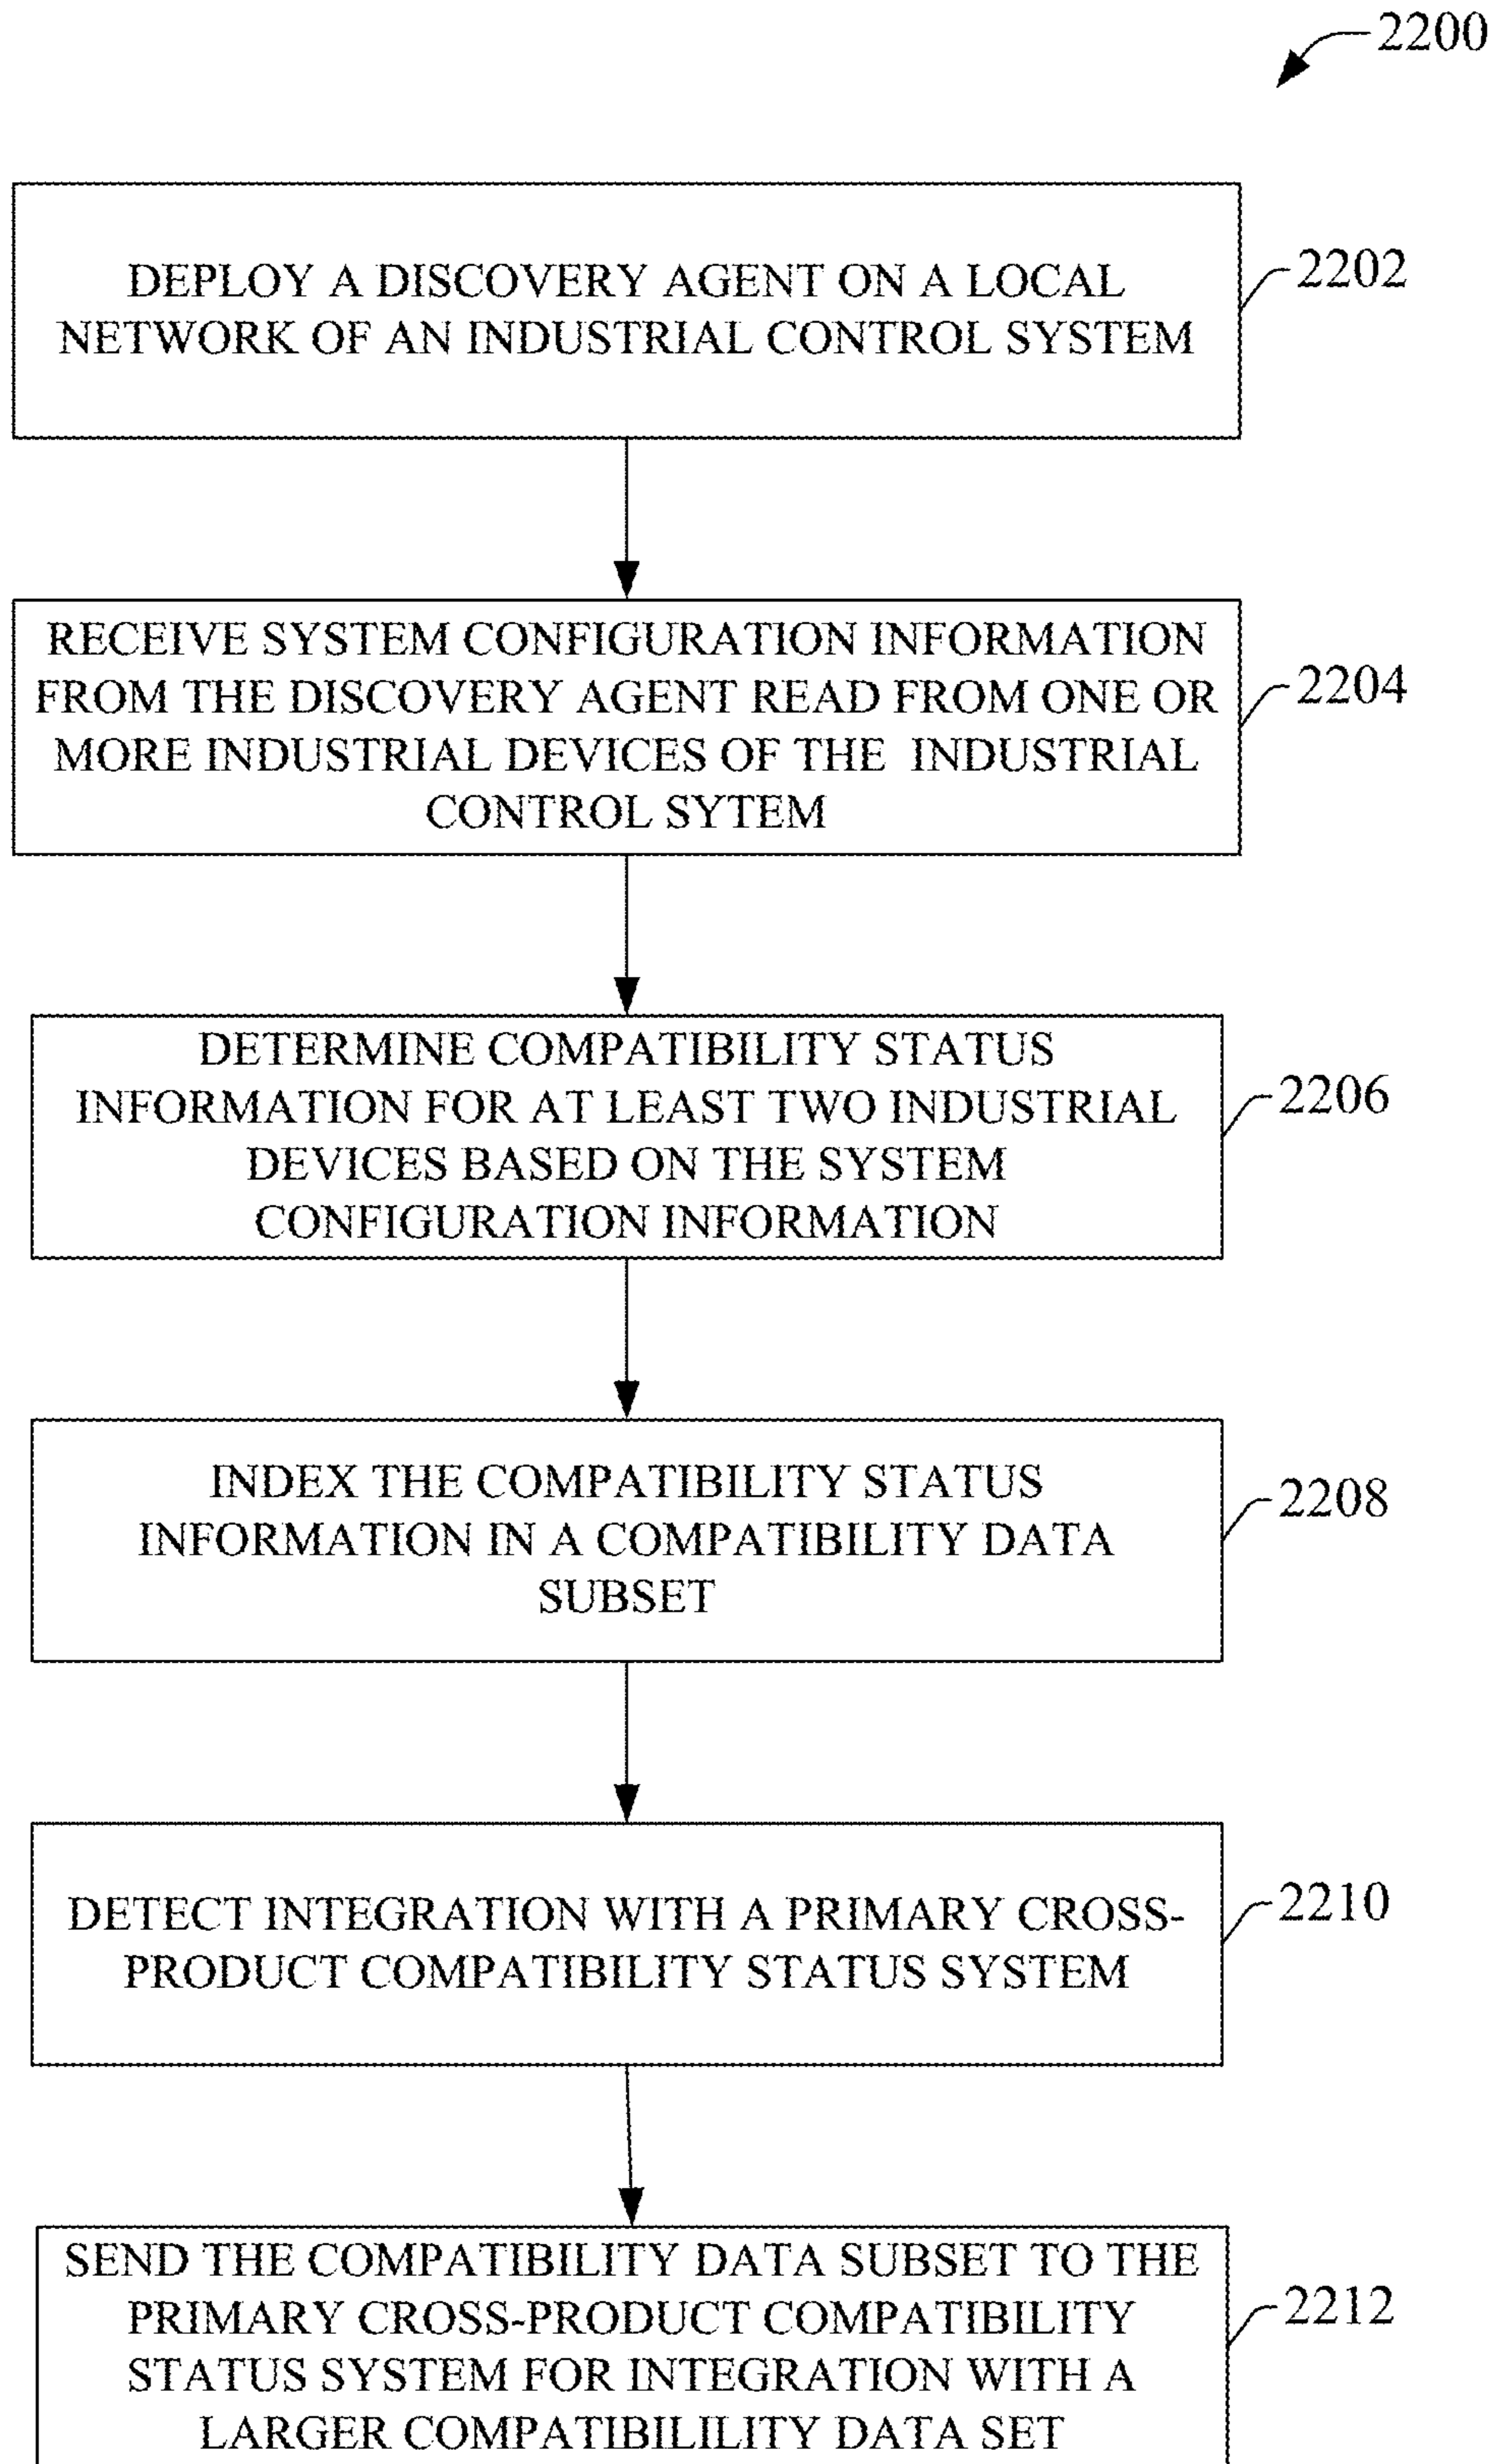 2200
DEPLOY A DISCOVERY AGENT ON A LOCAL
NETWORK OF AN INDUSTRIAL CONTROL SYSTEM
2202
RECEIVE SYSTEM CONFIGURATION INFORMATION
FROM THE DISCOVERY AGENT READ FROM ONE OR
MORE INDUSTRIAL DEVICES OF THE INDUSTRIAL
CONTROL SYTEM
2204
DETERMINE COMPATIBILITY STATUS
INFORMATION FOR AT LEAST TWO INDUSTRIAL
DEVICES BASED ON THE SYSTEM
CONFIGURATION INFORMATION
2206
INDEX THE COMPATIBILITY STATUS
INFORMATION IN A COMPATIBILITY DATA
SUBSET
2208
DETECT INTEGRATION WITH A PRIMARY CROSS-
PRODUCT COMPATIBILITY STATUS SYSTEM
2210
SEND THE COMPATIBILITY DATA SUBSET TO THE
PRIMARY CROSS-PRODUCT COMPATIBILITY
STATUS SYSTEM FOR INTEGRATION WITH A
LARGER COMPATIBILILITY DATA SET
2212